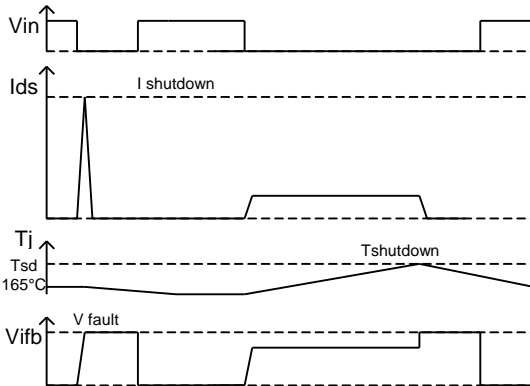 Vin
Ids
I shutdown
Tj
Tsd
165°C
Tshutdown
Vifb
V fault